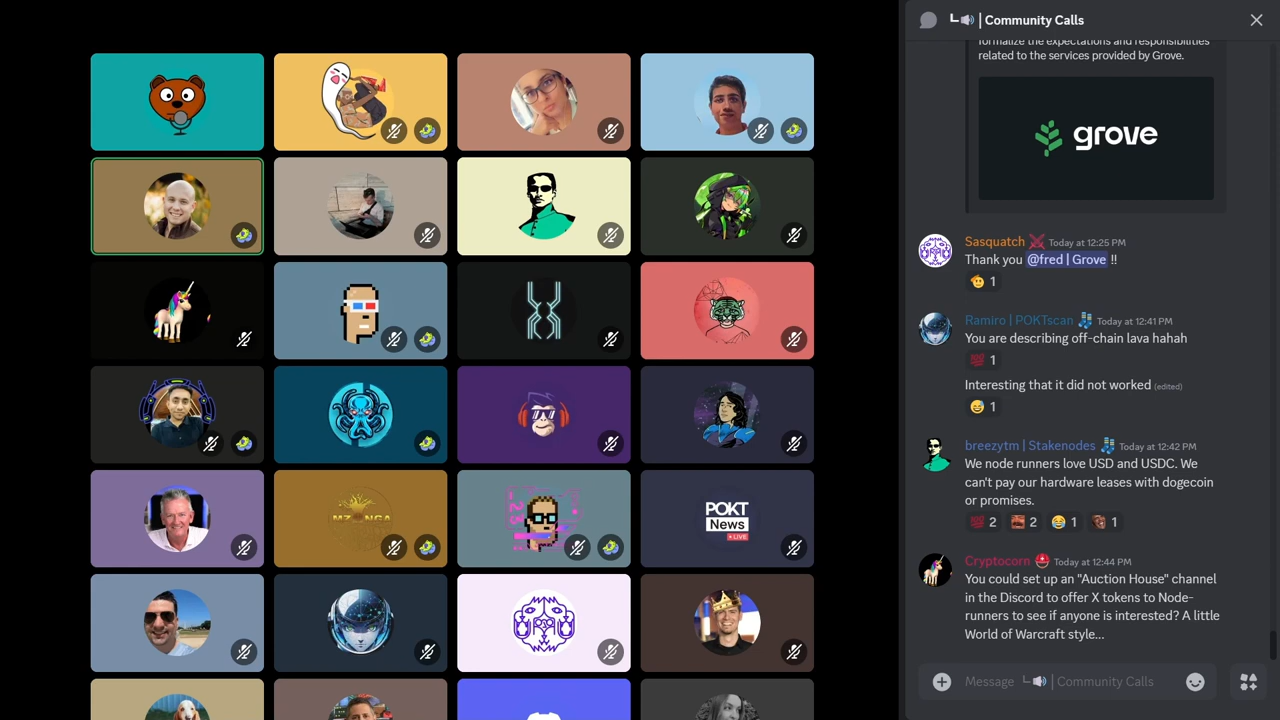 Community Calls
formalize the expectations and responsibilities
related to the services provided by Grove.
grove
Sasquatch Today at 12:25 PM
Thank you @fred | Grove !!
1
Ramiro | POKTscan Today at 12:41 PM
You are describing off-chain lava hahah
1
Interesting that it did not worked (edited)
1
breezytm | Stakenodes Today at 12:42 PM
We node runners love USD and USDC. We
can't pay our hardware leases with dogecoin
or promises.
2 2 1 1
Cryptocorn Today at 12:44 PM
You could set up an "Auction House" channel
in the Discord to offer X tokens to Node-
runners to see if anyone is interested? A little
World of Warcraft style...
Message Community Calls
POKT
News
LIVE